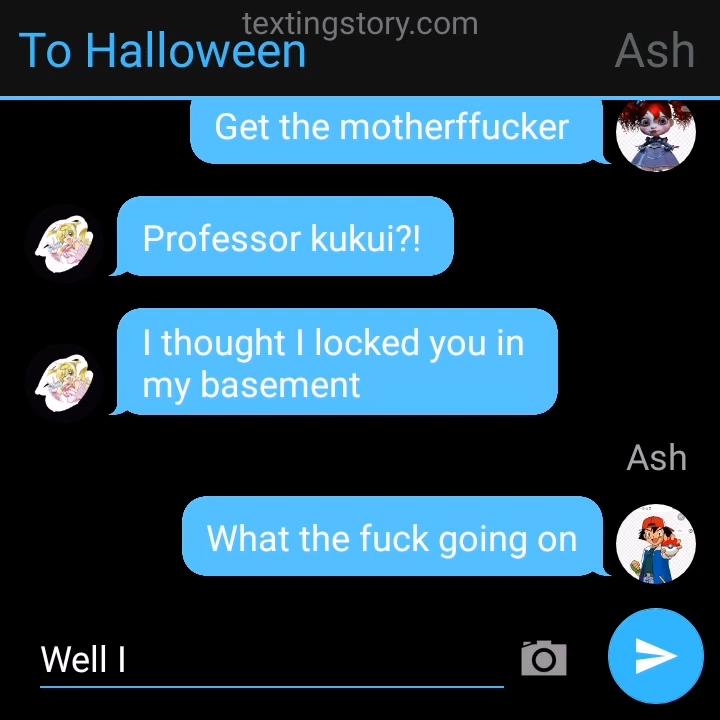 textingstory.com
To Halloween
Ash
Get the motherffucker
Professor kukui?!
I thought I locked you in
my basement
Ash
What the fuck going on
Well I